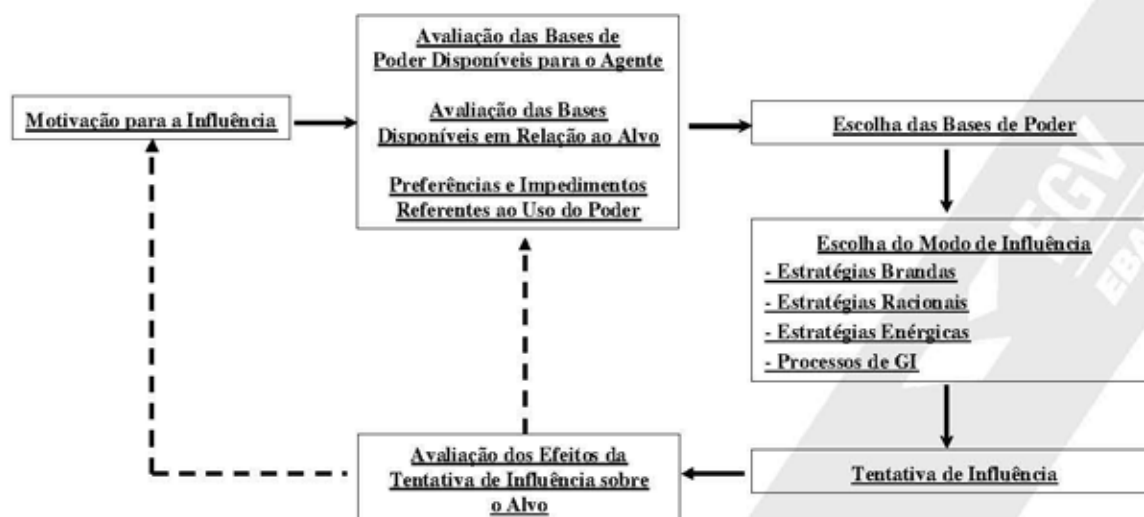 Motivação para a Influência
Avaliação das Bases de
Poder Disponíveis para o Agente
Avaliação das Bases
Disponíveis em Relação ao Alvo
Preferências e Impedimentos
Referentes ao Uso do Poder
Escolha das Bases de Poder
Escolha do Modo de Influência
- Estratégias Brandas
- Estratégias Racionais
- Estratégias Enérgicas
- Processos de GI
Tentativa de Influência
Avaliação dos Efeitos da
Tentativa de Influência sobre
o Alvo
FGV